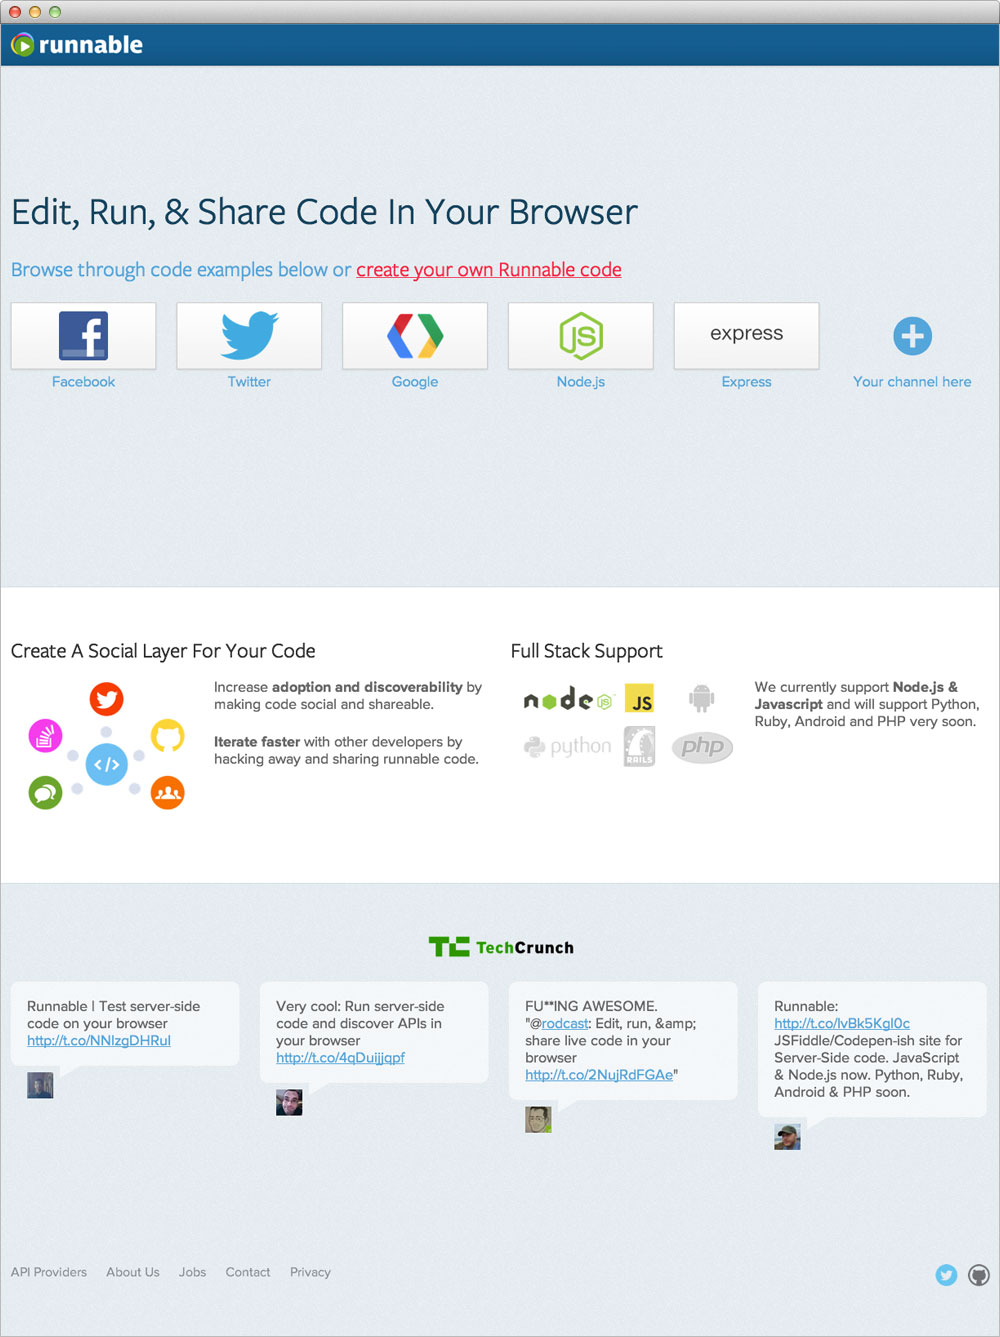 runnable
Edit, Run, & Share Code In Your Browser
Browse through code examples below or create your own Runnable code
express
Facebook
Twitter
Google
Node.js
Express
Your channel here
Create A Social Layer For Your Code
Increase adoption and discoverability by
making code social and shareable.
Iterate faster with other developers by
hacking away and sharing runnable code.
Full Stack Support
node JS
JS
python
RAILS
php
We currently support Node.js &
Javascript and will support Python,
Ruby, Android and PHP very soon.
TC TechCrunch
Runnable | Test server-side
code on your browser
http://t.co/NNlzgDHRul
Very cool: Run server-side
code and discover APIs in
your browser
http://t.co/4qDuijjqpf
FU**ING AWESOME.
"@rodcast: Edit, run, &amp;
share live code in your
browser
http://t.co/2NujRdFGAe"
Runnable:
http://t.co/lvBk5Kgl0c
JSFiddle/Codepen-ish site for
Server-Side code. JavaScript
& Node.js now. Python, Ruby,
Android & PHP soon.
API Providers
About Us
Jobs
Contact
Privacy